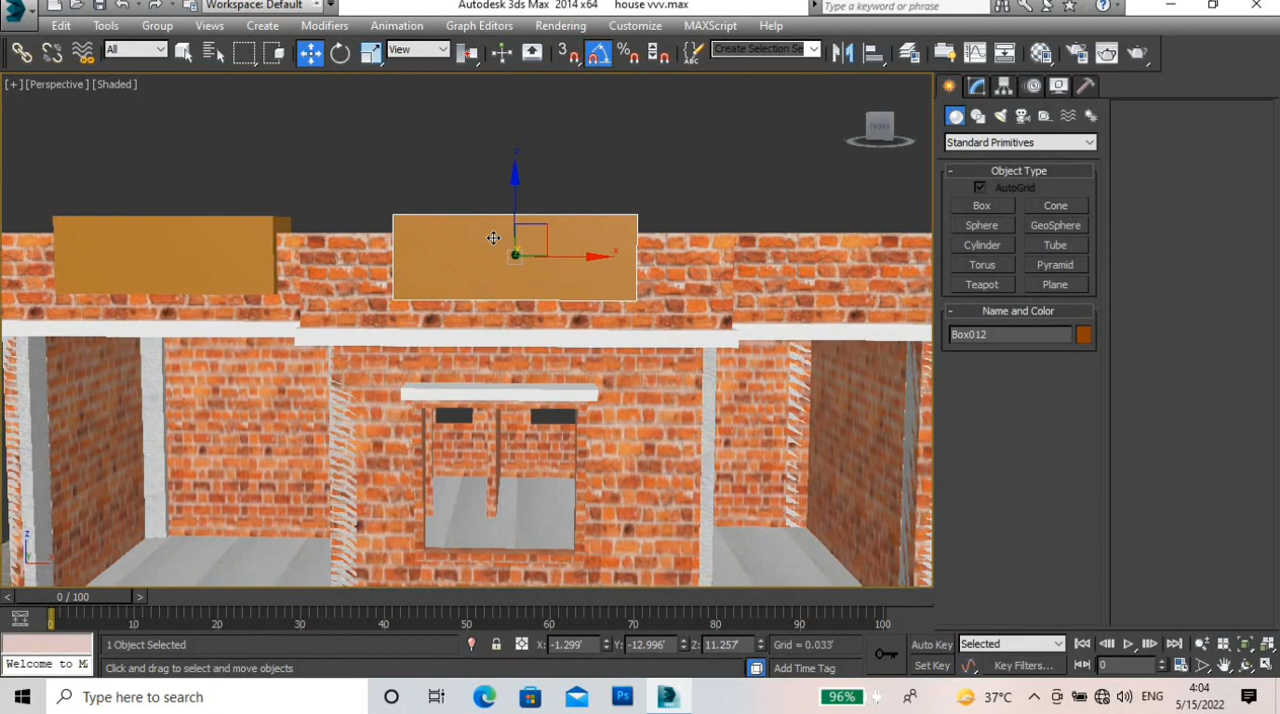 Workspace: Default
Autodesk 3ds Max 2014 x64
house vvv.max
Type a keyword or phrase
Edit
Tools
Group
Views
Create
Modifiers
Animation
Graph Editors
Rendering
Customize
MAXScript
Help
All
View
3
Create Selection Se
[+] [Perspective] [Shaded]
Standard Primitives
- Object Type
AutoGrid
Box
Cone
Sphere
GeoSphere
Cylinder
Tube
Torus
Pyramid
Teapot
Plane
- Name and Color
Box012
z
x
z
0 / 100
0
10
20
30
40
50
60
70
80
90
100
1 Object Selected
X: -1.299'
Y: -12.996'
Z: 11.257'
Grid = 0.033'
Auto Key
Selected
Welcome to M
Click and drag to select and move objects
Add Time Tag
Set Key
Key Filters...
0
Type here to search
Ps
96%
37°C
ENG
4:04
5/15/2022